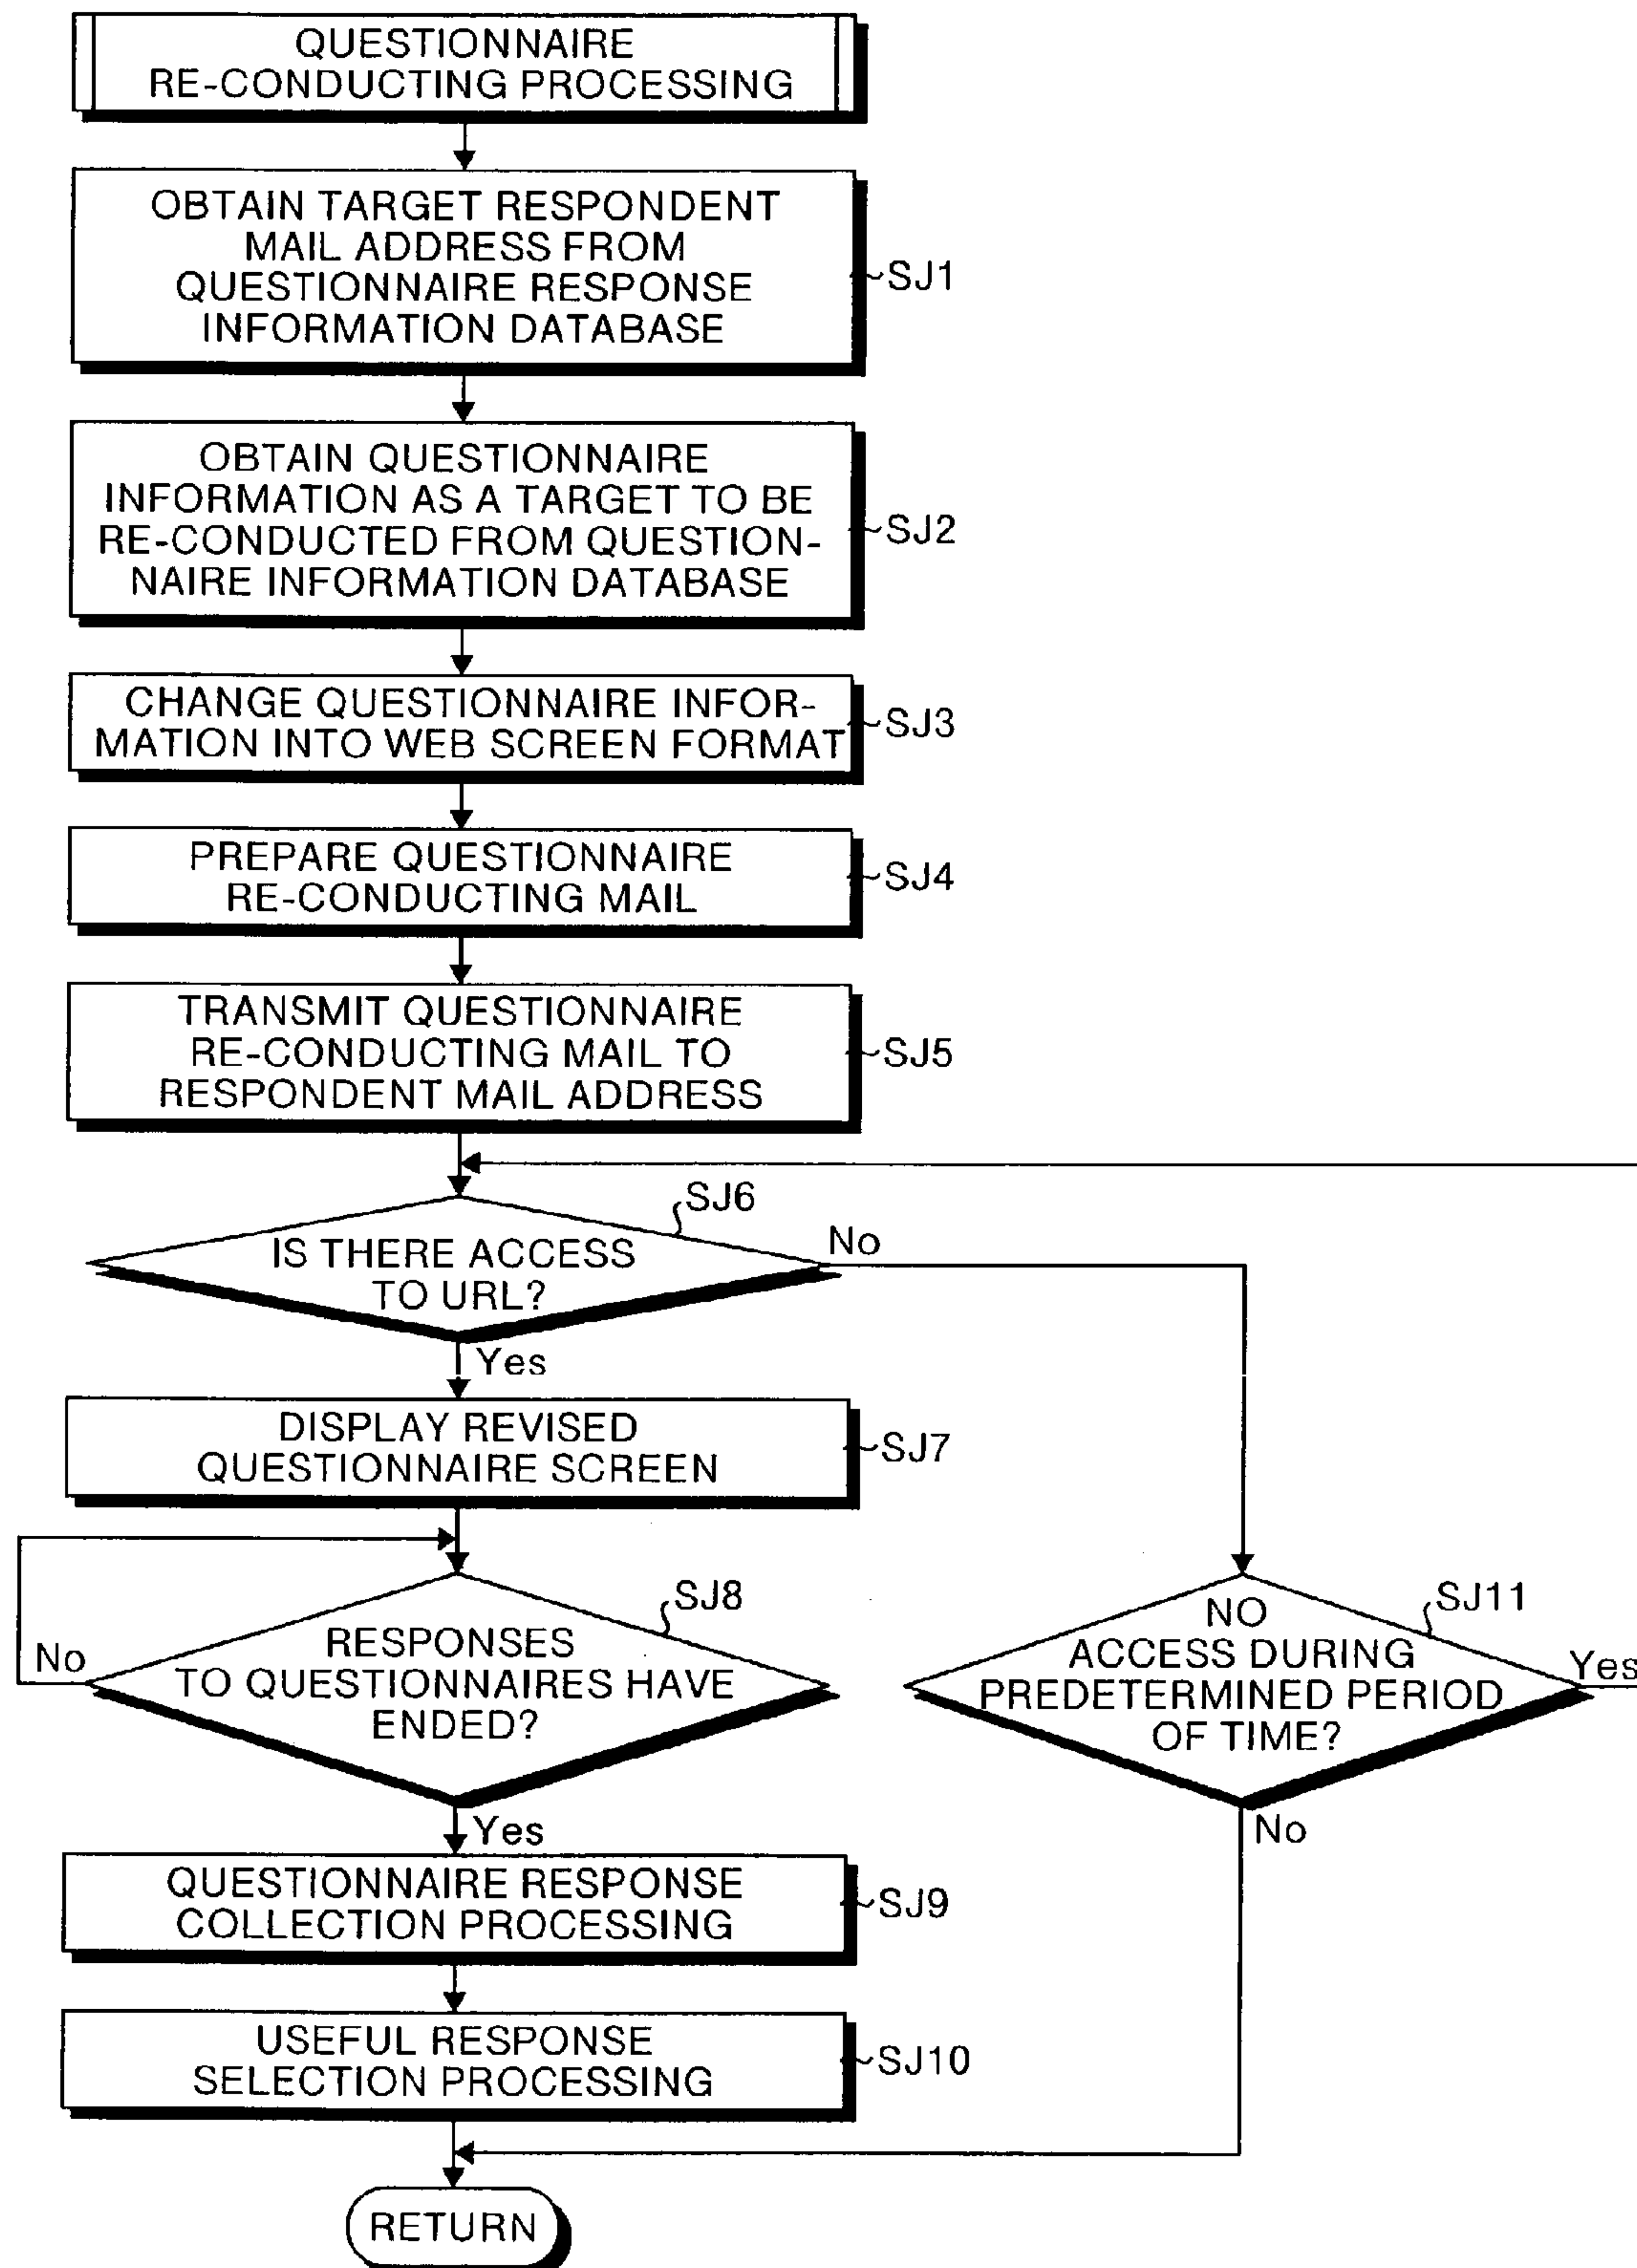 QUESTIONNAIRE
RE-CONDUCTING PROCESSING
OBTAIN TARGET RESPONDENT
MAIL ADDRESS FROM
QUESTIONNAIRE RESPONSE
INFORMATION DATABASE
SJ1
OBTAIN QUESTIONNAIRE
INFORMATION AS A TARGET TO BE
RE-CONDUCTED FROM QUESTION-
NAIRE INFORMATION DATABASE
SJ2
CHANGE QUESTIONNAIRE INFOR-
MATION INTO WEB SCREEN FORMAT
SJ3
PREPARE QUESTIONNAIRE
RE-CONDUCTING MAIL
SJ4
TRANSMIT QUESTIONNAIRE
RE-CONDUCTING MAIL TO
RESPONDENT MAIL ADDRESS
SJ5
SJ6
IS THERE ACCESS
TO URL?
No
Yes
DISPLAY REVISED
QUESTIONNAIRE SCREEN
SJ7
SJ8
RESPONSES
TO QUESTIONNAIRES HAVE
ENDED?
No
Yes
SJ11
NO
ACCESS DURING
PREDETERMINED PERIOD
OF TIME?
Yes
No
QUESTIONNAIRE RESPONSE
COLLECTION PROCESSING
SJ9
USEFUL RESPONSE
SELECTION PROCESSING
SJ10
RETURN